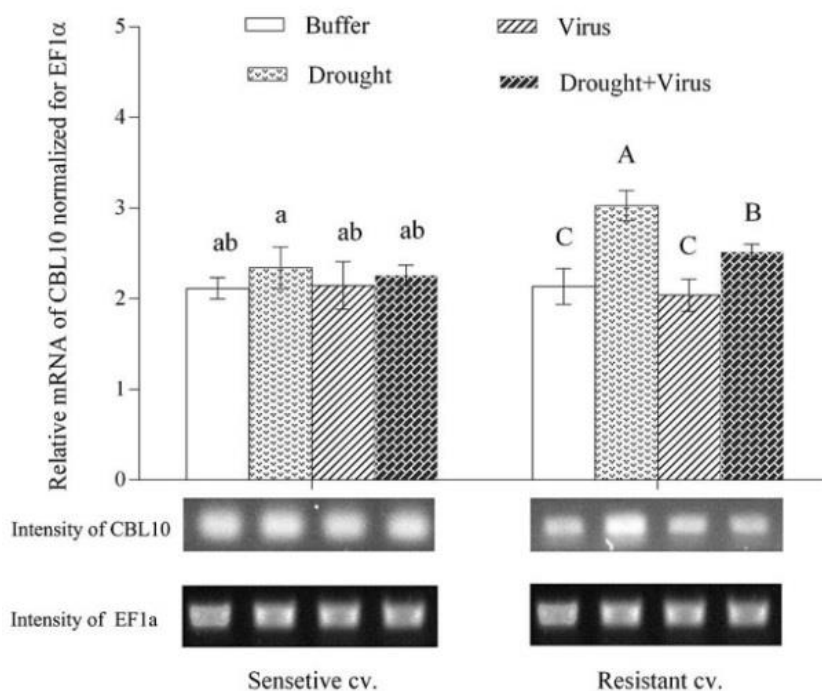 Relative mRNA of CBL10 normalized for EF1α
5
4
3
2
1
0
Buffer
Virus
Drought
Drought+Virus
ab
a
ab
ab
C
A
C
B
Intensity of CBL10
Intensity of EF1a
Sensetive cv.
Resistant cv.